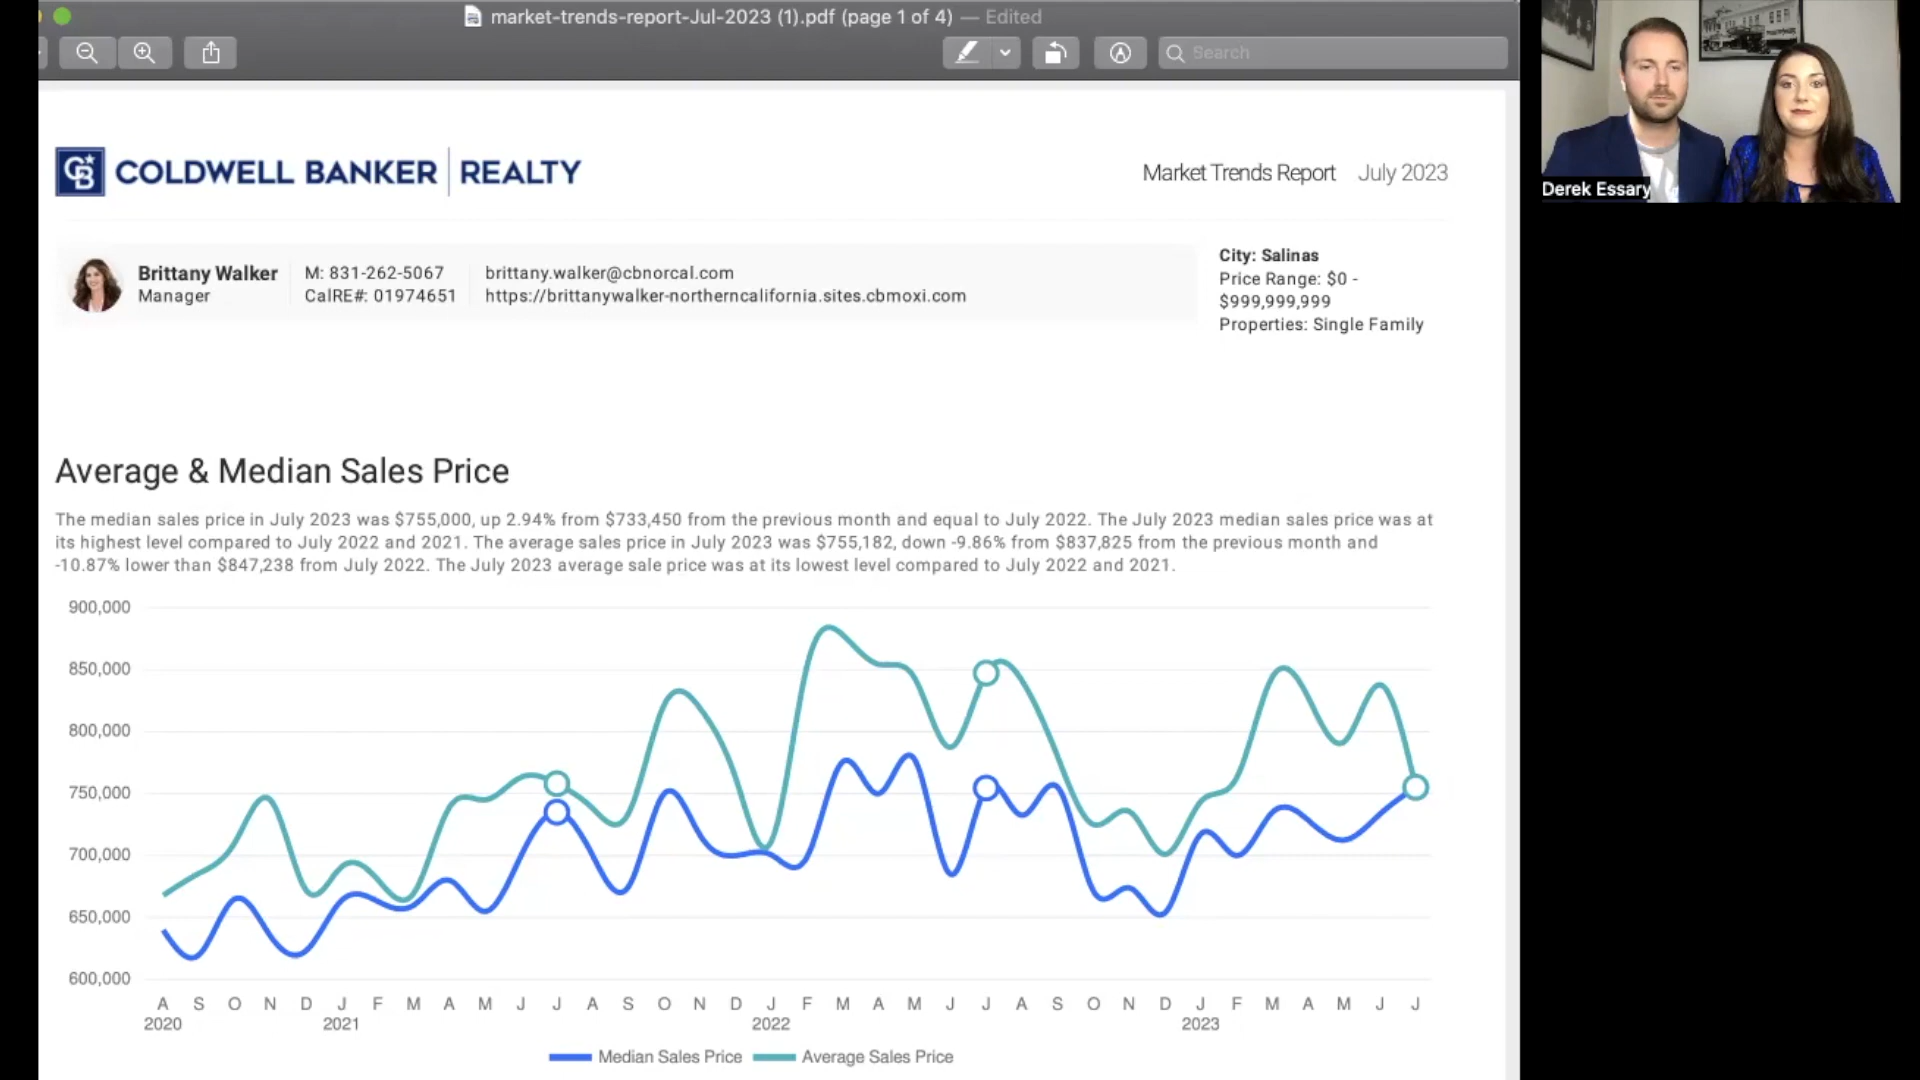 market-trends-report-Jul-2023 (1).pdf (page 1 of 4) — Edited
Search
COLDWELL BANKER REALTY
Market Trends Report July 2023
Brittany Walker
Manager
M: 831-262-5067
CalRE#: 01974651
brittany.walker@cbnorcal.com
https://brittanywalker-northerncalifornia.sites.cbmoxi.com
City: Salinas
Price Range: $0 -
$999,999,999
Properties: Single Family
Derek Essary
Average & Median Sales Price
The median sales price in July 2023 was $755,000, up 2.94% from $733,450 from the previous month and equal to July 2022. The July 2023 median sales price was at
its highest level compared to July 2022 and 2021. The average sales price in July 2023 was $755,182, down -9.86% from $837,825 from the previous month and
-10.87% lower than $847,238 from July 2022. The July 2023 average sale price was at its lowest level compared to July 2022 and 2021.
900,000
850,000
800,000
750,000
700,000
650,000
600,000
A S O N D J F M A M J J A S O N D J F M A M J J A S O N D J F M A M J J
2020 2021 2022 2023
Median Sales Price Average Sales Price